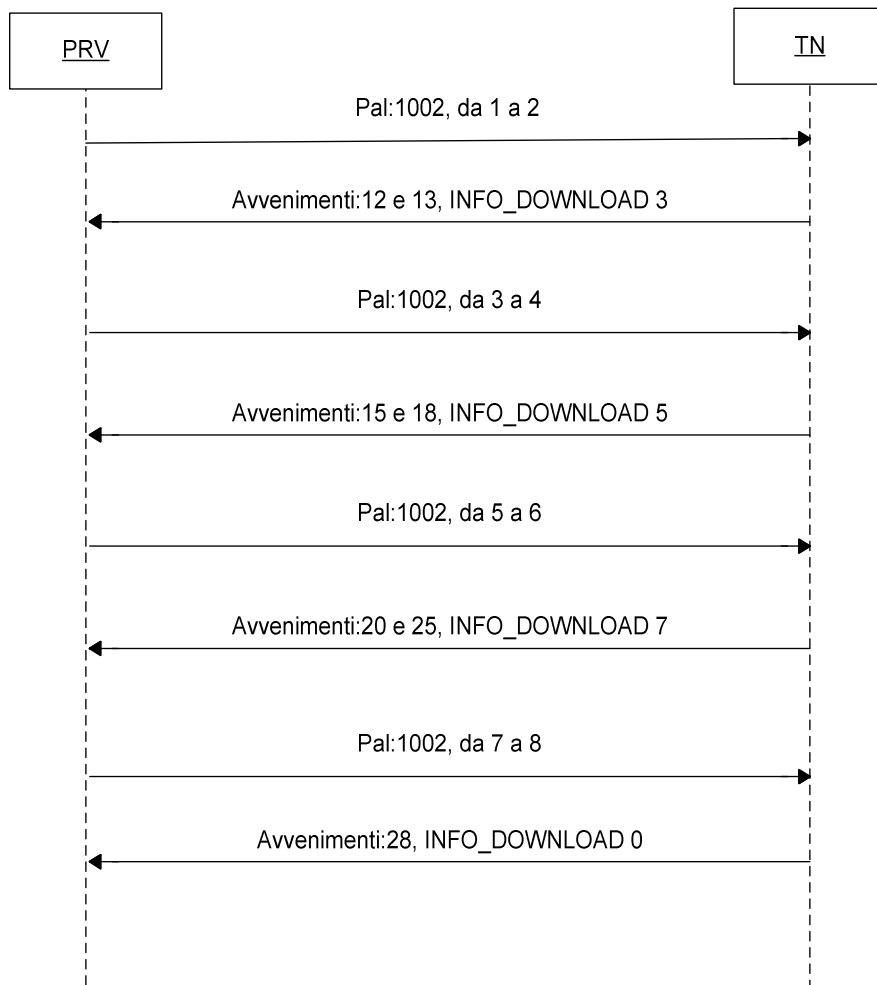 PRV
TN
Pal:1002, da 1 a 2
Avvenimenti:12 e 13, INFO_DOWNLOAD 3
Pal:1002, da 3 a 4
Avvenimenti:15 e 18, INFO_DOWNLOAD 5
Pal:1002, da 5 a 6
Avvenimenti:20 e 25, INFO_DOWNLOAD 7
Pal:1002, da 7 a 8
Avvenimenti:28, INFO_DOWNLOAD 0